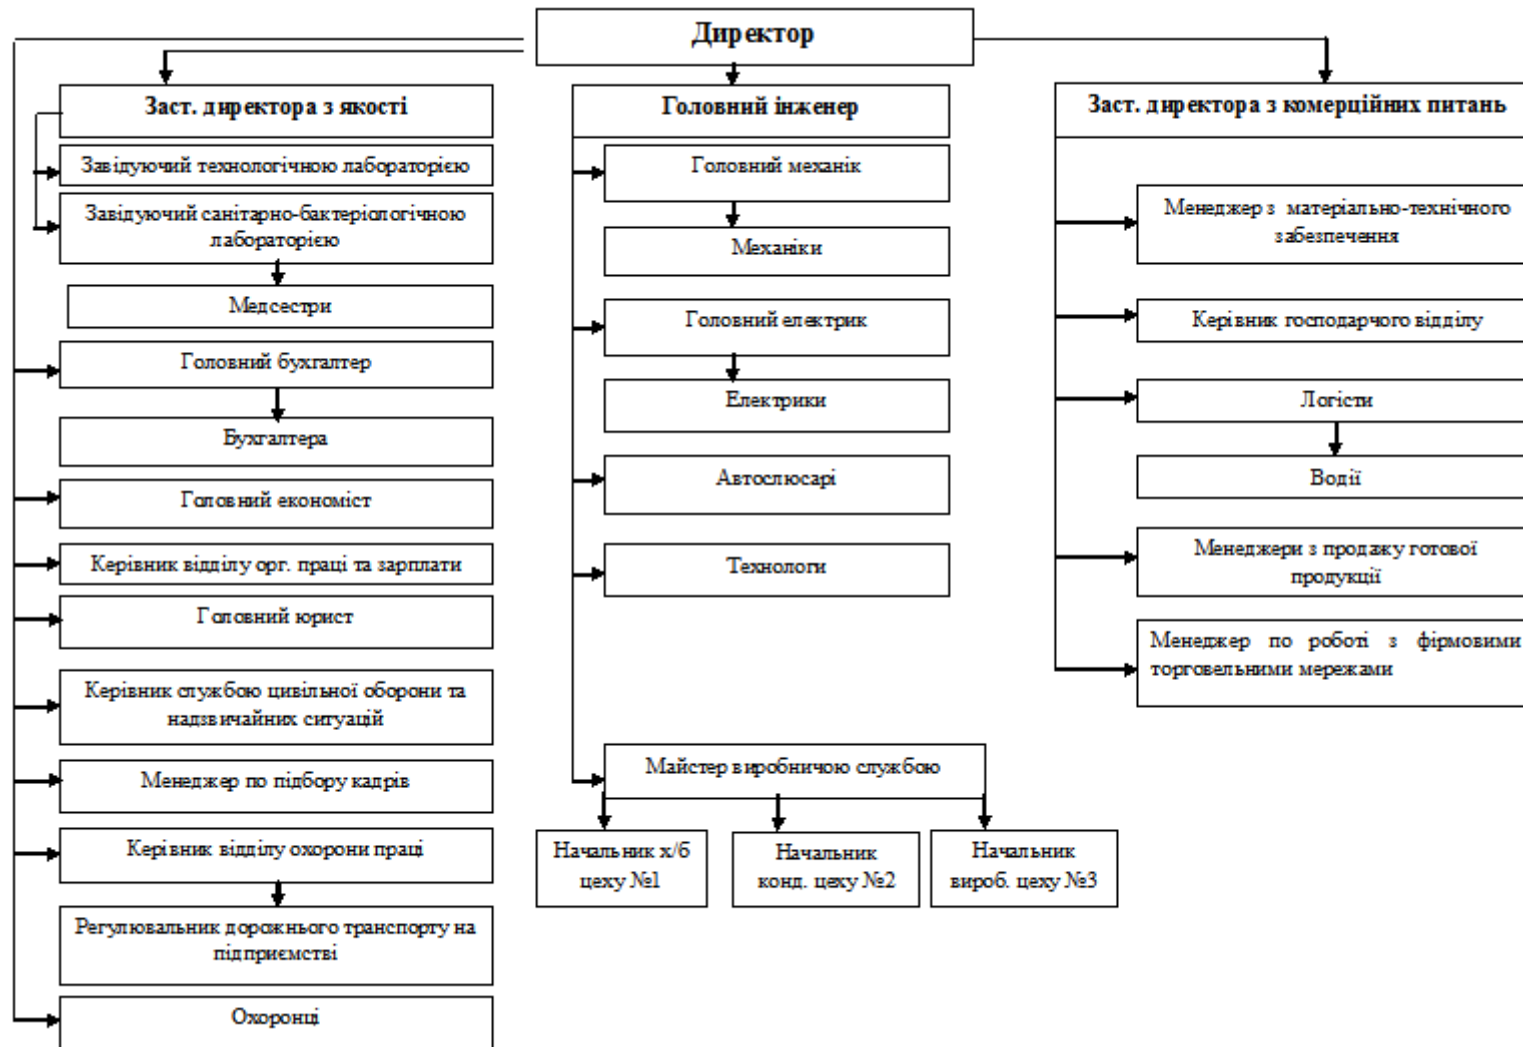 Директор
Заст. директора з якості
Завідуючий технологічною лабораторією
Завідуючий санітарно-бактеріологічною
лабораторією
Медсестри
Головний бухгалтер
Бухгалтера
Головний економіст
Керівник відділу орг. праці та зарплати
Головний юрист
Керівник службою цивільної оборони та
надзвичайних ситуацій
Менеджер по підбору кадрів
Керівник відділу охорони праці
Регулювальник дорожнього транспорту на
підприємстві
Охоронці
Головний інженер
Головний механік
Механіки
Головний електрик
Електрики
Автослюсарі
Технологи
Майстер виробничою службою
Начальник х/б
цеху №1
Начальник
конд. цеху №2
Начальник
вироб. цеху №3
Заст. директора з комерційних питань
Менеджер з матеріально-технічного
забезпечення
Керівник господарчого відділу
Логісти
Водії
Менеджери з продажу готової
продукції
Менеджер по роботі з фірмовими
торговельними мережами